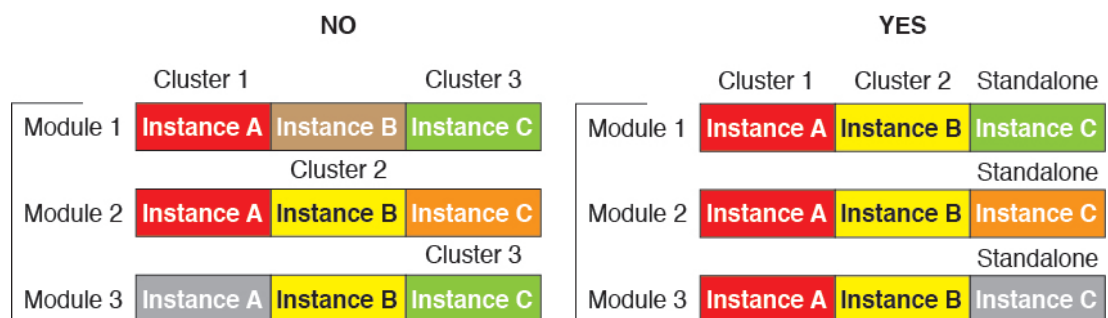 NO
Cluster 1 Cluster 3
Module 1 Instance A Instance B Instance C
Cluster 2
Module 2 Instance A Instance B Instance C
Cluster 3
Module 3 Instance A Instance B Instance C
YES
Cluster 1 Cluster 2 Standalone
Module 1 Instance A Instance B Instance C
Standalone
Module 2 Instance A Instance B Instance C
Standalone
Module 3 Instance A Instance B Instance C